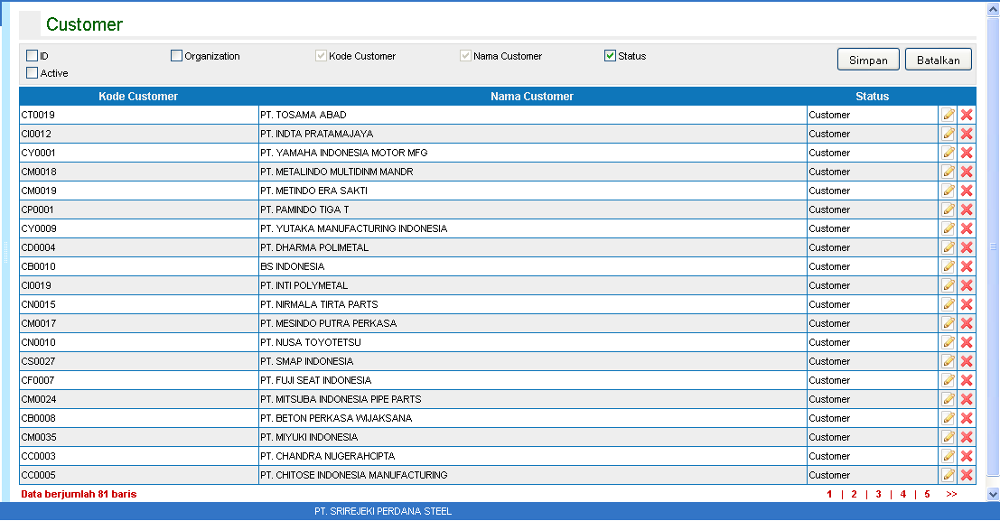 Customer
ID Organization Kode Customer Nama Customer Status Simpan Batalkan
Active
Kode Customer Nama Customer Status
CT0019 PT. TOSAMA ABAD Customer
CI0012 PT. INDTA PRATAMAJAYA Customer
CY0001 PT. YAMAHA INDONESIA MOTOR MFG Customer
CM0018 PT. METALINDO MULTIDINM MANDR Customer
CM0019 PT. METINDO ERA SAKTI Customer
CP0001 PT. PAMINDO TIGA T Customer
CY0009 PT. YUTAKA MANUFACTURING INDONESIA Customer
CD0004 PT. DHARMA POLIMETAL Customer
CB0010 BS INDONESIA Customer
CI0019 PT. INTI POLYMETAL Customer
CN0015 PT. NIRMALA TIRTA PARTS Customer
CM0017 PT. MESINDO PUTRA PERKASA Customer
CN0010 PT. NUSA TOYOTETSU Customer
CS0027 PT. SMAP INDONESIA Customer
CF0007 PT. FUJI SEAT INDONESIA Customer
CM0024 PT. MITSUBA INDONESIA PIPE PARTS Customer
CB0008 PT. BETON PERKASA WIJAKSANA Customer
CM0035 PT. MIYUKI INDONESIA Customer
CC0003 PT. CHANDRA NUGERAHCIPTA Customer
CC0005 PT. CHITOSE INDONESIA MANUFACTURING Customer
Data berjumlah 81 baris 1 | 2 | 3 | 4 | 5 >>
PT. SRIREJEKI PERDANA STEEL